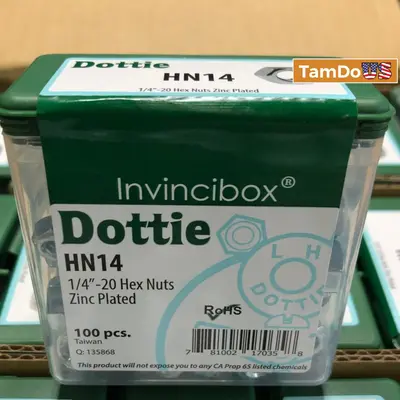 Dottie
HN14
1/4"-20 Hex Nuts Zinc Plated
TamDo
Invincibox®
Dottie
HN14
1/4"-20 Hex Nuts
Zinc Plated
L H
DOTTIE
RoHS
100 pcs.
Taiwan
Q: 135868
7 81002 17035 8
This product will not expose you to any CA Prop 65 listed chemicals